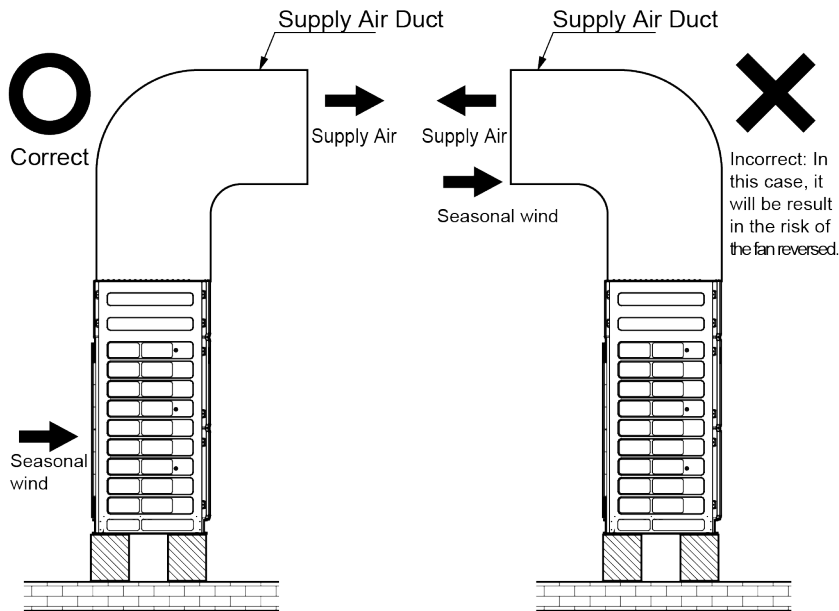 Supply Air Duct
Correct
Supply Air
Seasonal
wind
Supply Air Duct
Supply Air
Seasonal wind
Incorrect: In
this case, it
will be result
in the risk of
the fan reversed.